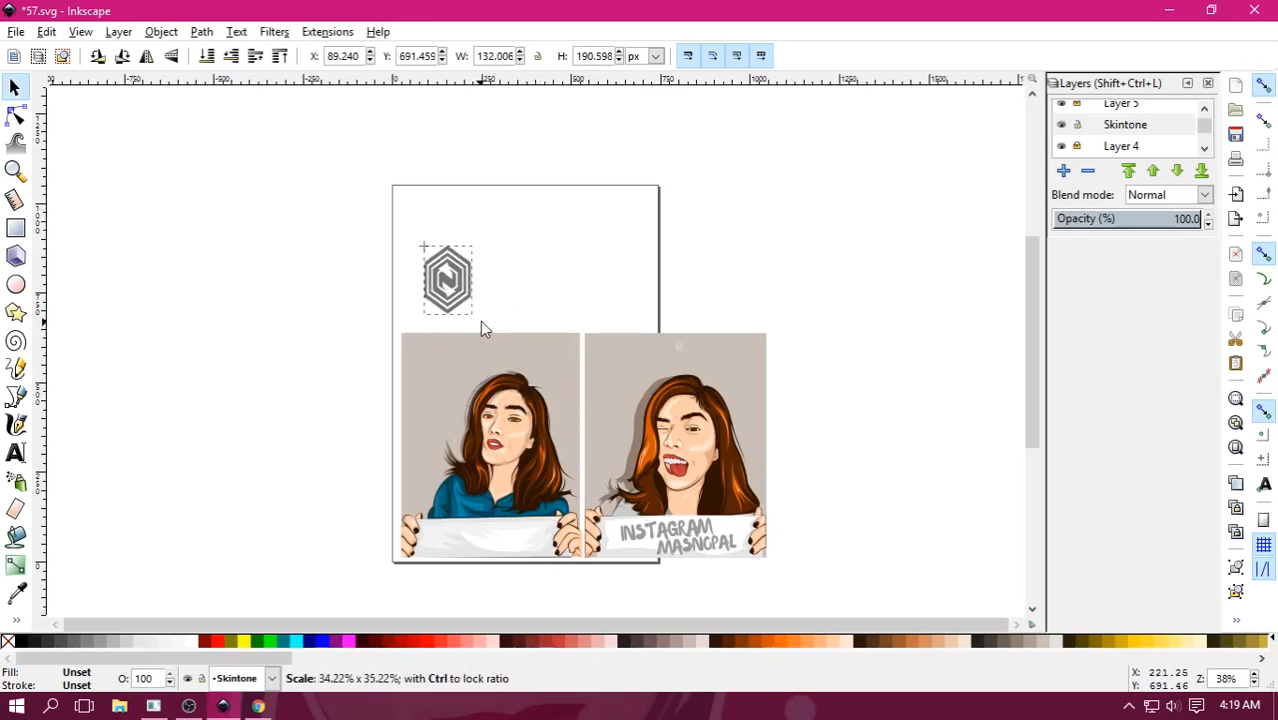 *57.svg - Inkscape
File Edit View Layer Object Path Text Filters Extensions Help
X: 89.240 Y: 691.459 W: 132.006 H: 190.598 px
Layers (Shift+Ctrl+L)
Layer 5
Skintone
Layer 4
Blend mode: Normal
Opacity (%) 100.0
INSTAGRAM
MASNOPAL
Fill: Unset
Stroke: Unset
O: 100
•Skintone
Scale: 34.22% x 35.22%; with Ctrl to lock ratio
X: 221.25
Y: 691.46
Z: 38%
4:19 AM